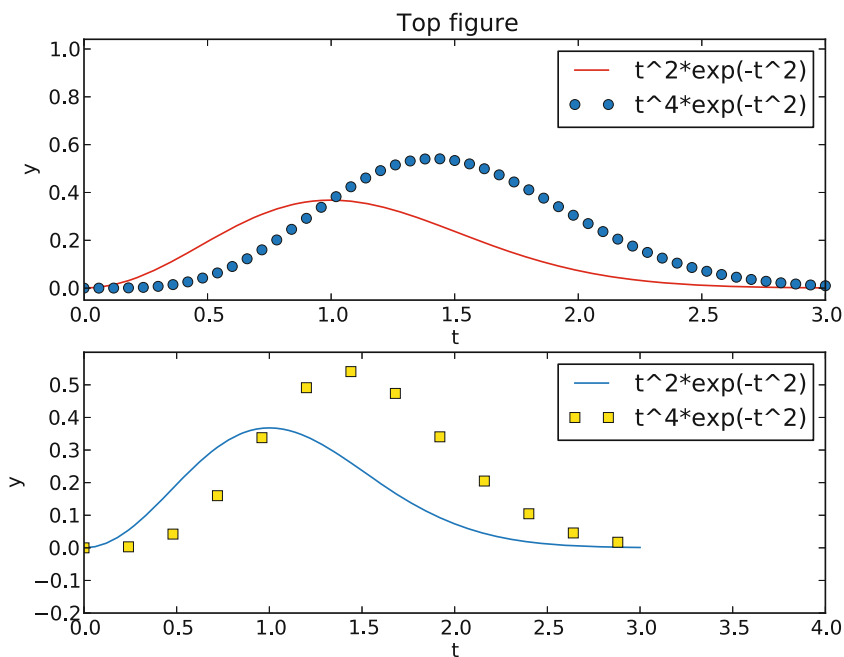 Top figure
1.0
0.8
0.6
0.4
0.2
0.0
y
t^2*exp(-t^2)
t^4*exp(-t^2)
0.0 0.5 1.0 1.5 2.0 2.5 3.0
t
0.5
0.4
0.3
0.2
0.1
0.0
−0.1
−0.2
y
t^2*exp(-t^2)
t^4*exp(-t^2)
0.0 0.5 1.0 1.5 2.0 2.5 3.0 3.5 4.0
t